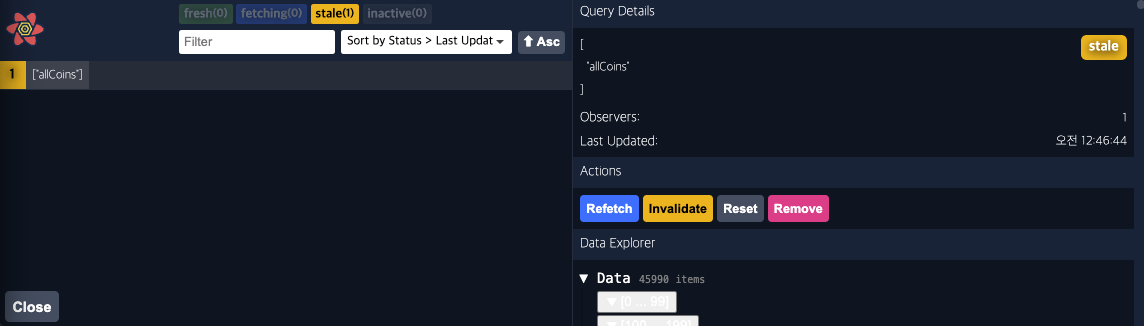 fresh(0) fetching(0) stale(1) inactive(0)
Filter
Sort by Status > Last Updat
Asc
1 ["allCoins"]
Close
Query Details
[
"allCoins"
]
stale
Observers: 1
Last Updated: 오전 12:46:44
Actions
Refetch Invalidate Reset Remove
Data Explorer
▼ Data 45990 items
▼ [0 ... 99]
▼ [100 ... 199]